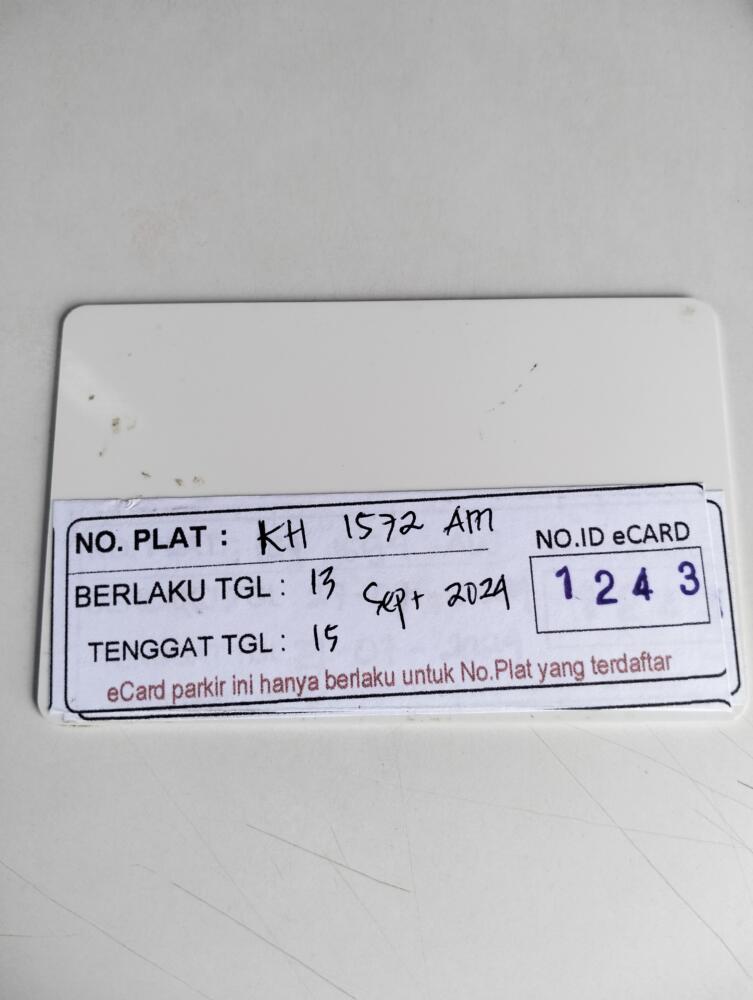 NO. PLAT : KH 1572 AM
NO.ID eCARD
BERLAKU TGL : 13 Sept 2024
1243
TENGGAT TGL : 15
eCard parkir ini hanya berlaku untuk No.Plat yang terdaftar